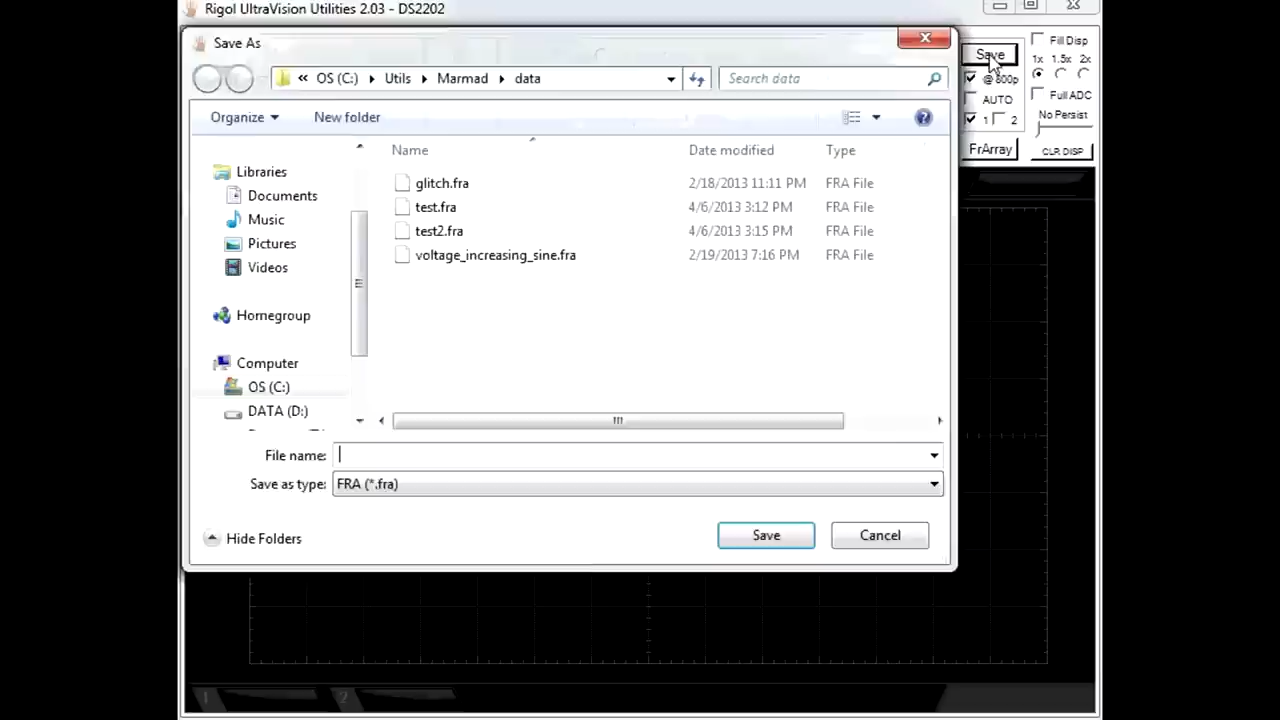 Rigol UltraVision Utilities 2.03 - DS2202
Save As
« OS (C:) Utils Marmad data
Search data
Organize
New folder
Name Date modified Type
glitch.fra 2/18/2013 11:11 PM FRA File
test.fra 4/6/2013 3:12 PM FRA File
test2.fra 4/6/2013 3:15 PM FRA File
voltage_increasing_sine.fra 2/19/2013 7:16 PM FRA File
Libraries
Documents
Music
Pictures
Videos
Homegroup
Computer
OS (C:)
DATA (D:)
File name:
Save as type: FRA (*.fra)
Hide Folders
Save
Cancel
Save
@ 800p
AUTO
1 2
FrArray
Fill Disp
1x 1.5x 2x
Full ADC
No Persist
CLR DISP
1 2